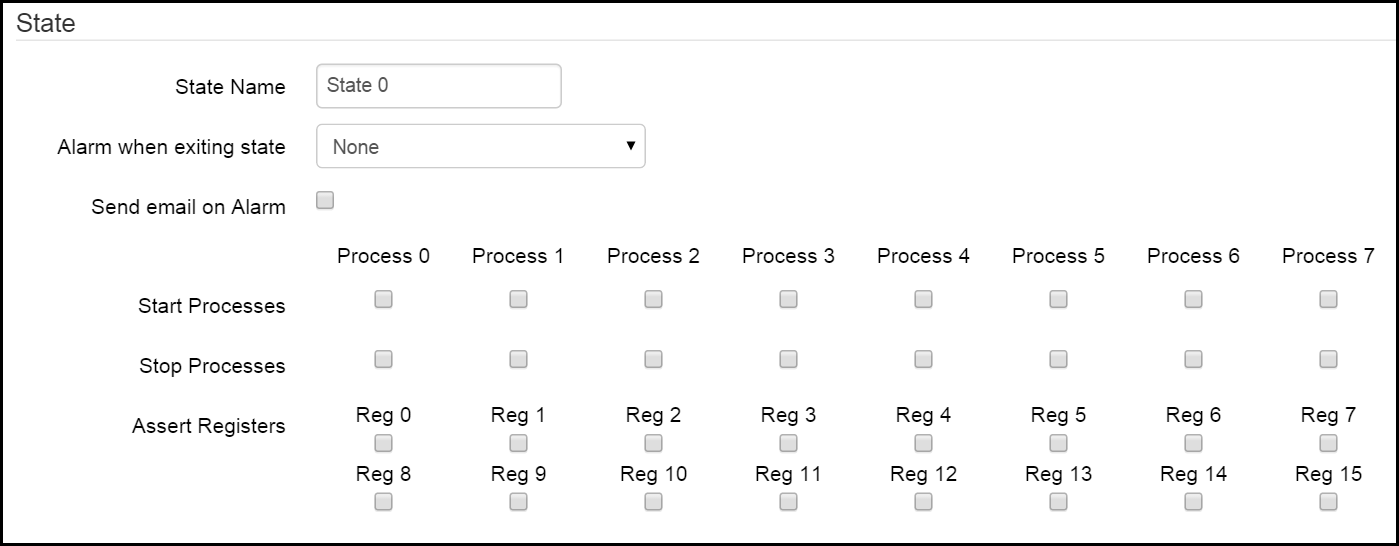 State
State Name State 0
Alarm when exiting state None
Send email on Alarm
Process 0 Process 1 Process 2 Process 3 Process 4 Process 5 Process 6 Process 7
Start Processes
Stop Processes
Assert Registers Reg 0 Reg 1 Reg 2 Reg 3 Reg 4 Reg 5 Reg 6 Reg 7
Reg 8 Reg 9 Reg 10 Reg 11 Reg 12 Reg 13 Reg 14 Reg 15